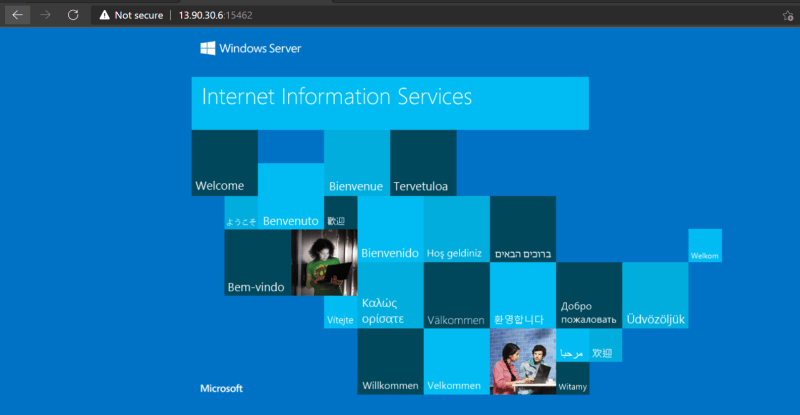 Not secure | 13.90.30.6:15462
Windows Server
Internet Information Services
Welcome
Bienvenue
Tervetuloa
ようこそ
Benvenuto
歡迎
Bienvenido
Hoş geldiniz
ברוכים הבאים
Welkom
Bem-vindo
Vítejte
Καλώς
ορίσατε
Välkommen
환영합니다
Добро
пожаловать
Üdvözöljük
Microsoft
Willkommen
Velkommen
مرحبا
欢迎
Witamy